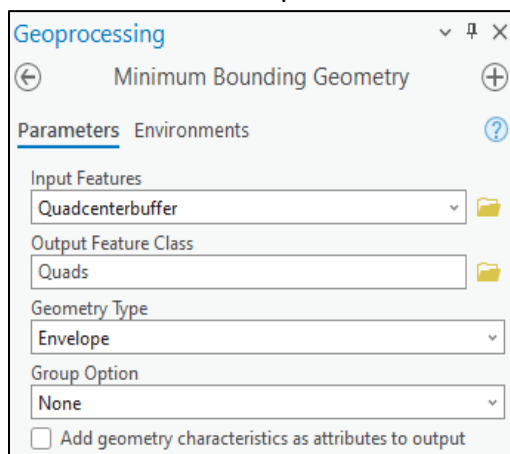 Geoprocessing
Minimum Bounding Geometry
Parameters Environments
Input Features
Quadcenterbuffer
Output Feature Class
Quads
Geometry Type
Envelope
Group Option
None
Add geometry characteristics as attributes to output